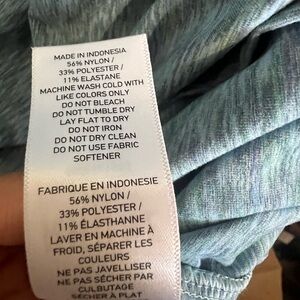 MADE IN INDONESIA
56% NYLON /
33% POLYESTER /
11% ELASTANE
MACHINE WASH COLD WITH
LIKE COLORS ONLY
DO NOT BLEACH
DO NOT TUMBLE DRY
LAY FLAT TO DRY
DO NOT IRON
DO NOT DRY CLEAN
DO NOT USE FABRIC
SOFTENER
FABRIQUE EN INDONESIE
56% NYLON /
33% POLYESTER /
11% ÉLASTHANNE
LAVER EN MACHINE À
FROID, SÉPARER LES
COULEURS
NE PAS JAVELLISER
NE PAS SÉCHER PAR
CULBUTAGE
SÉCHER À PLAT